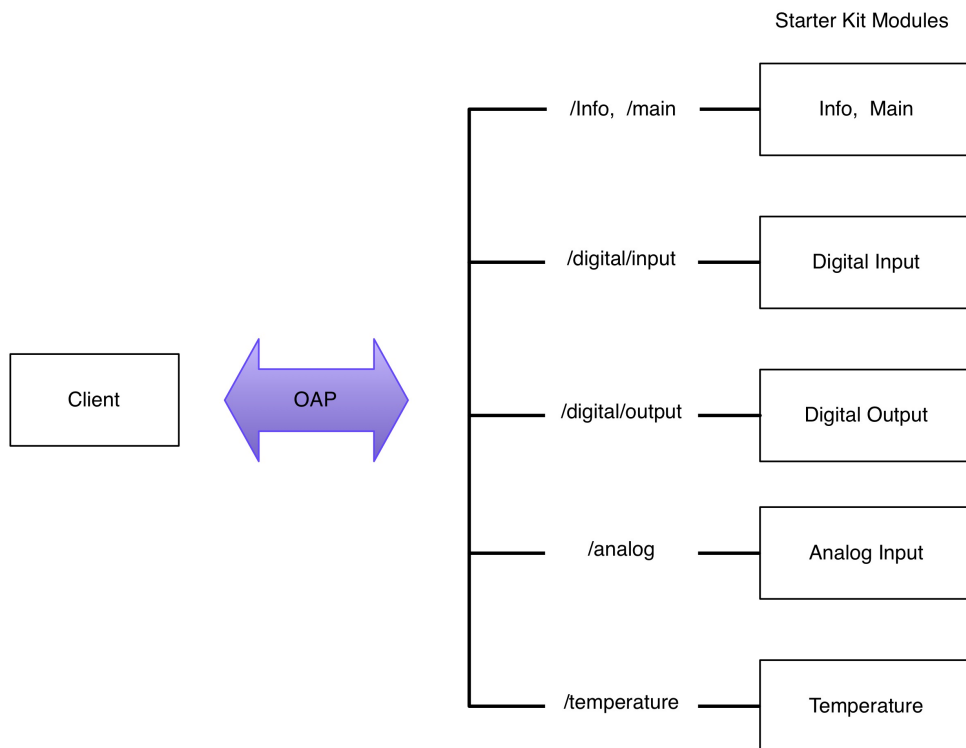 Starter Kit Modules
/Info, /main
Info, Main
/digital/input
Digital Input
Client
OAP
/digital/output
Digital Output
/analog
Analog Input
/temperature
Temperature